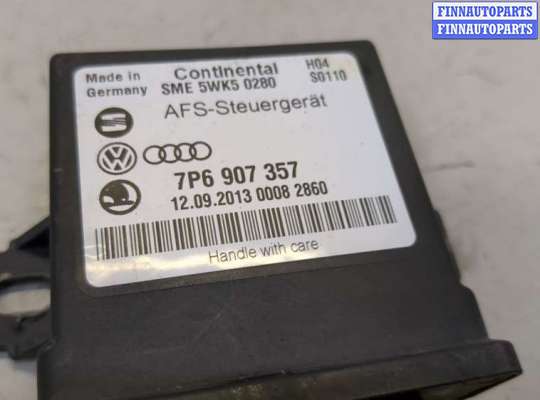 FINNAUTOPARTS
FINNAUTOPARTS
Made in
Germany
Continental
SME 5WK5 0280
H04
S0110
AFS-Steuergerät
7P6 907 357
12.09.2013 0008 2860
Handle with care